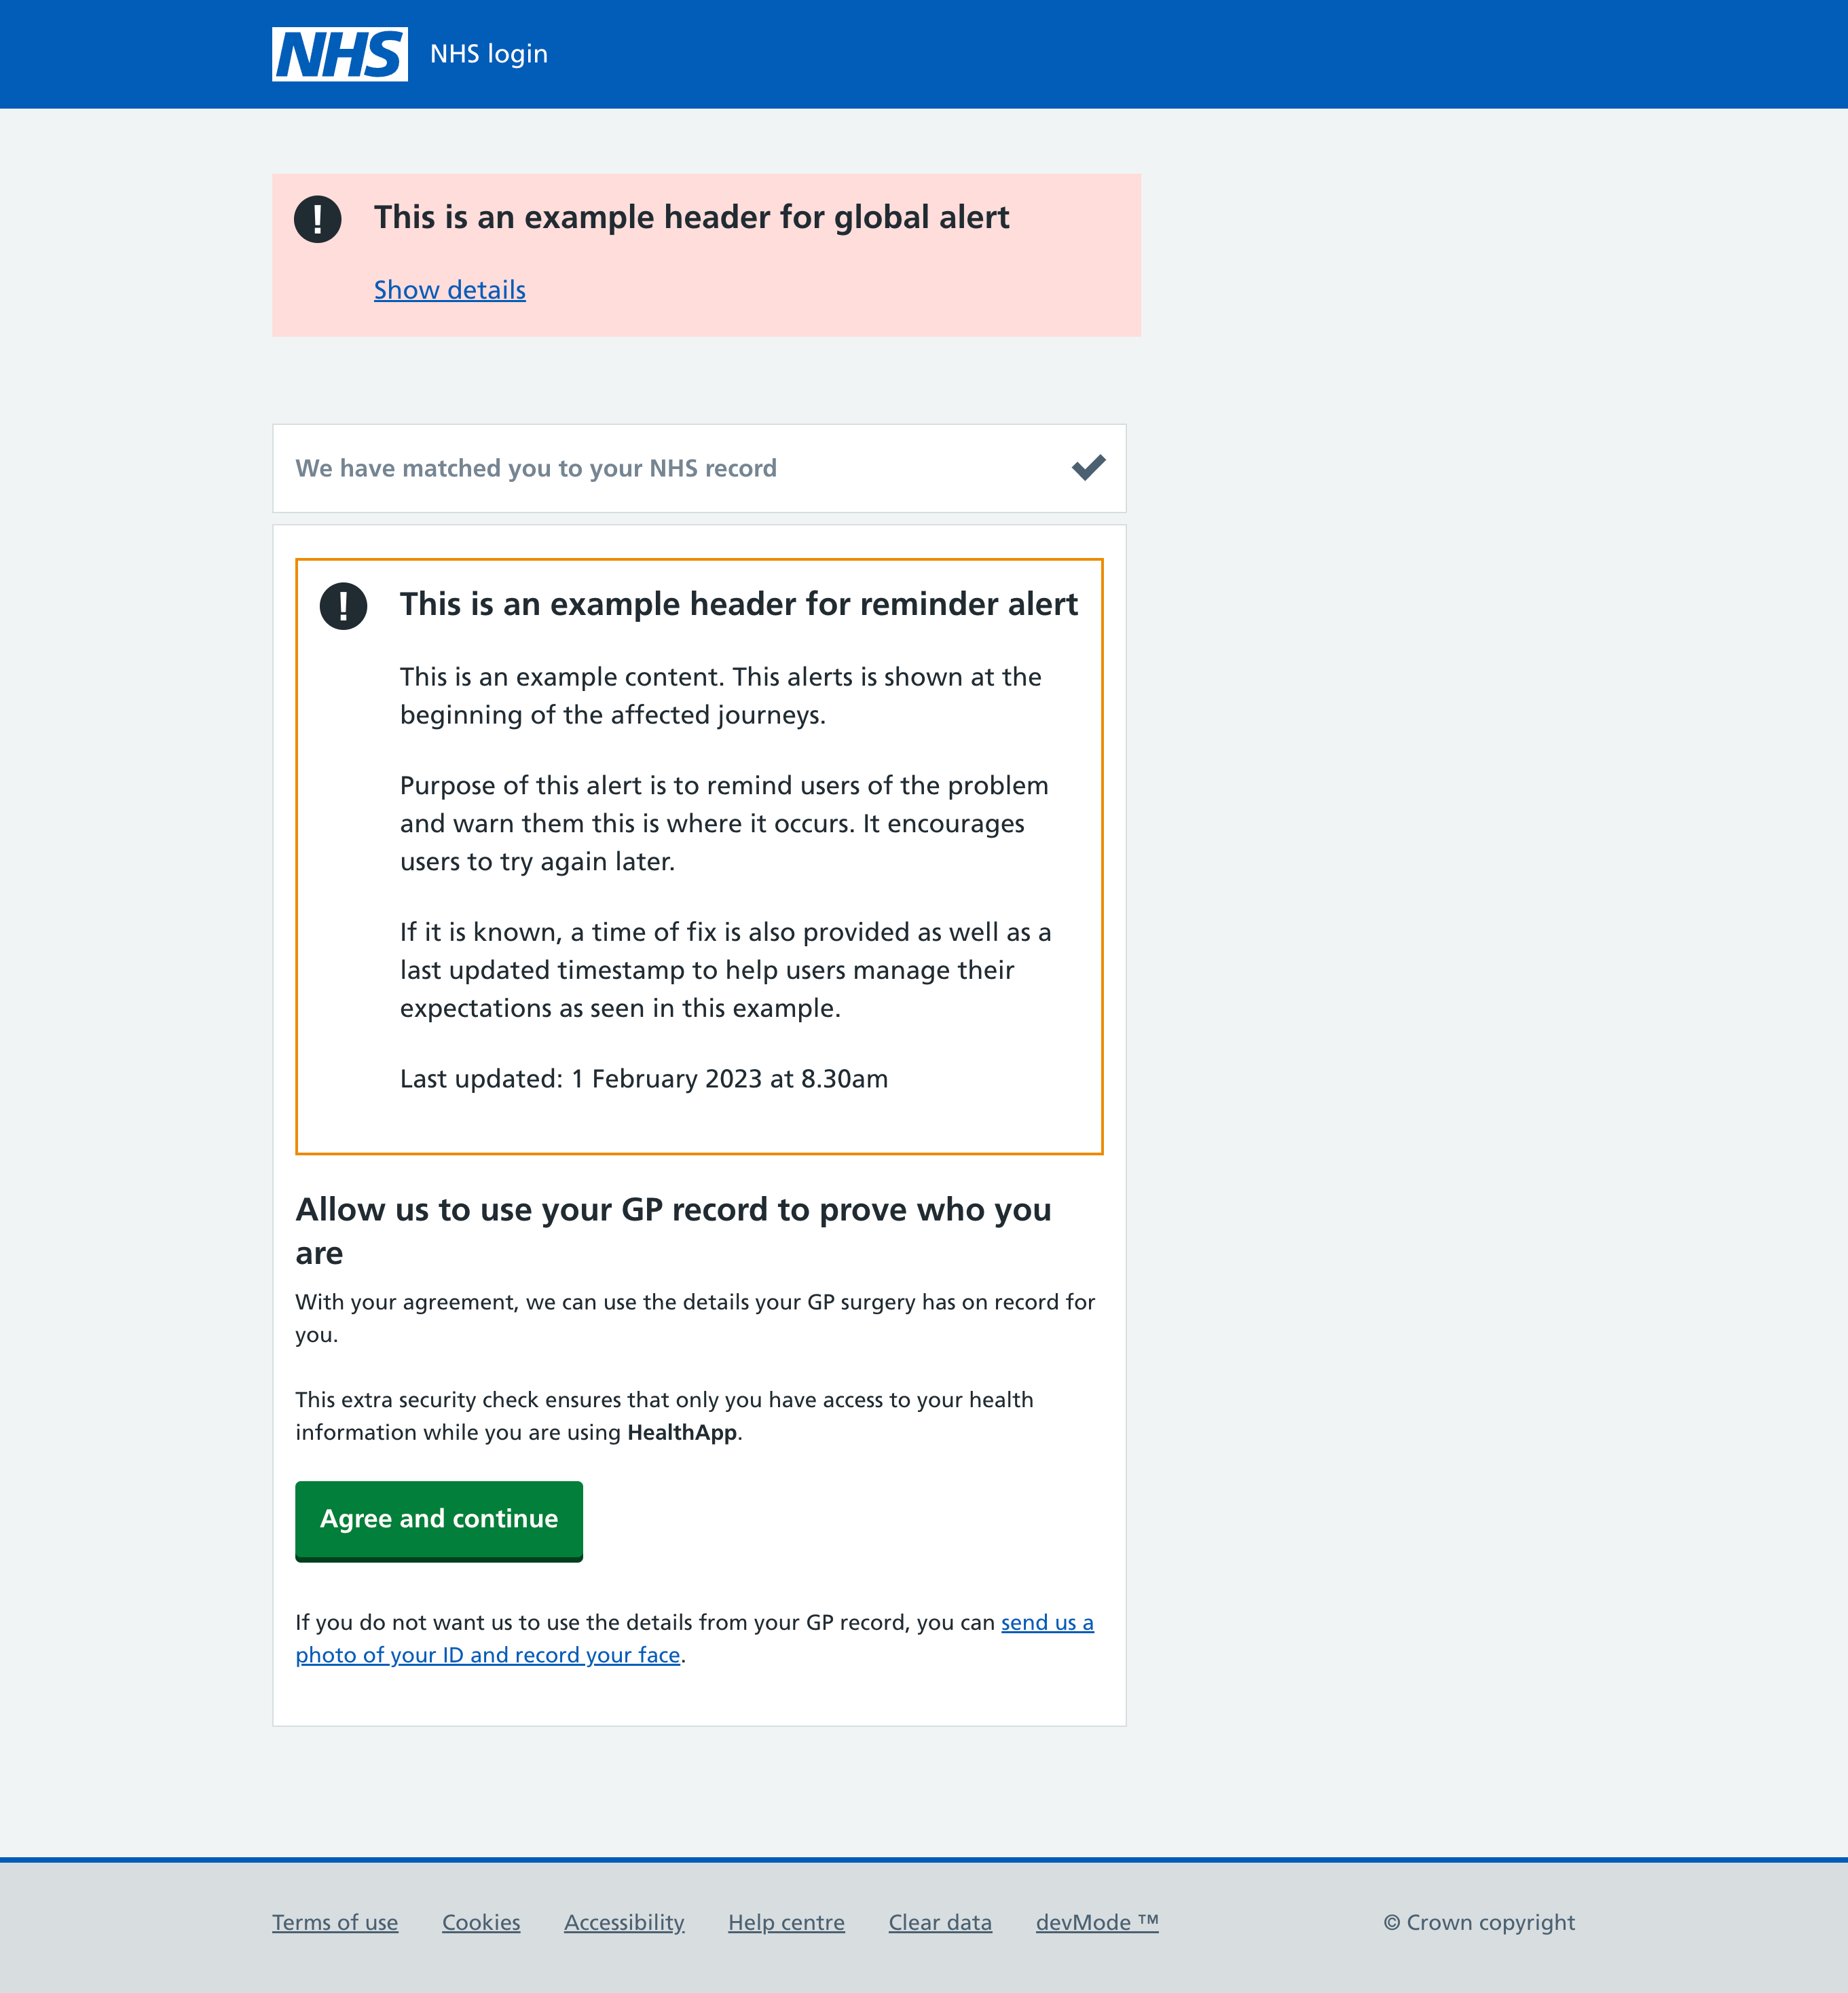 NHS NHS login
! This is an example header for global alert
Show details
We have matched you to your NHS record
! This is an example header for reminder alert
This is an example content. This alerts is shown at the
beginning of the affected journeys.
Purpose of this alert is to remind users of the problem
and warn them this is where it occurs. It encourages
users to try again later.
If it is known, a time of fix is also provided as well as a
last updated timestamp to help users manage their
expectations as seen in this example.
Last updated: 1 February 2023 at 8.30am
Allow us to use your GP record to prove who you
are
With your agreement, we can use the details your GP surgery has on record for
you.
This extra security check ensures that only you have access to your health
information while you are using HealthApp.
Agree and continue
If you do not want us to use the details from your GP record, you can send us a
photo of your ID and record your face.
Terms of use Cookies Accessibility Help centre Clear data devMode ™ © Crown copyright